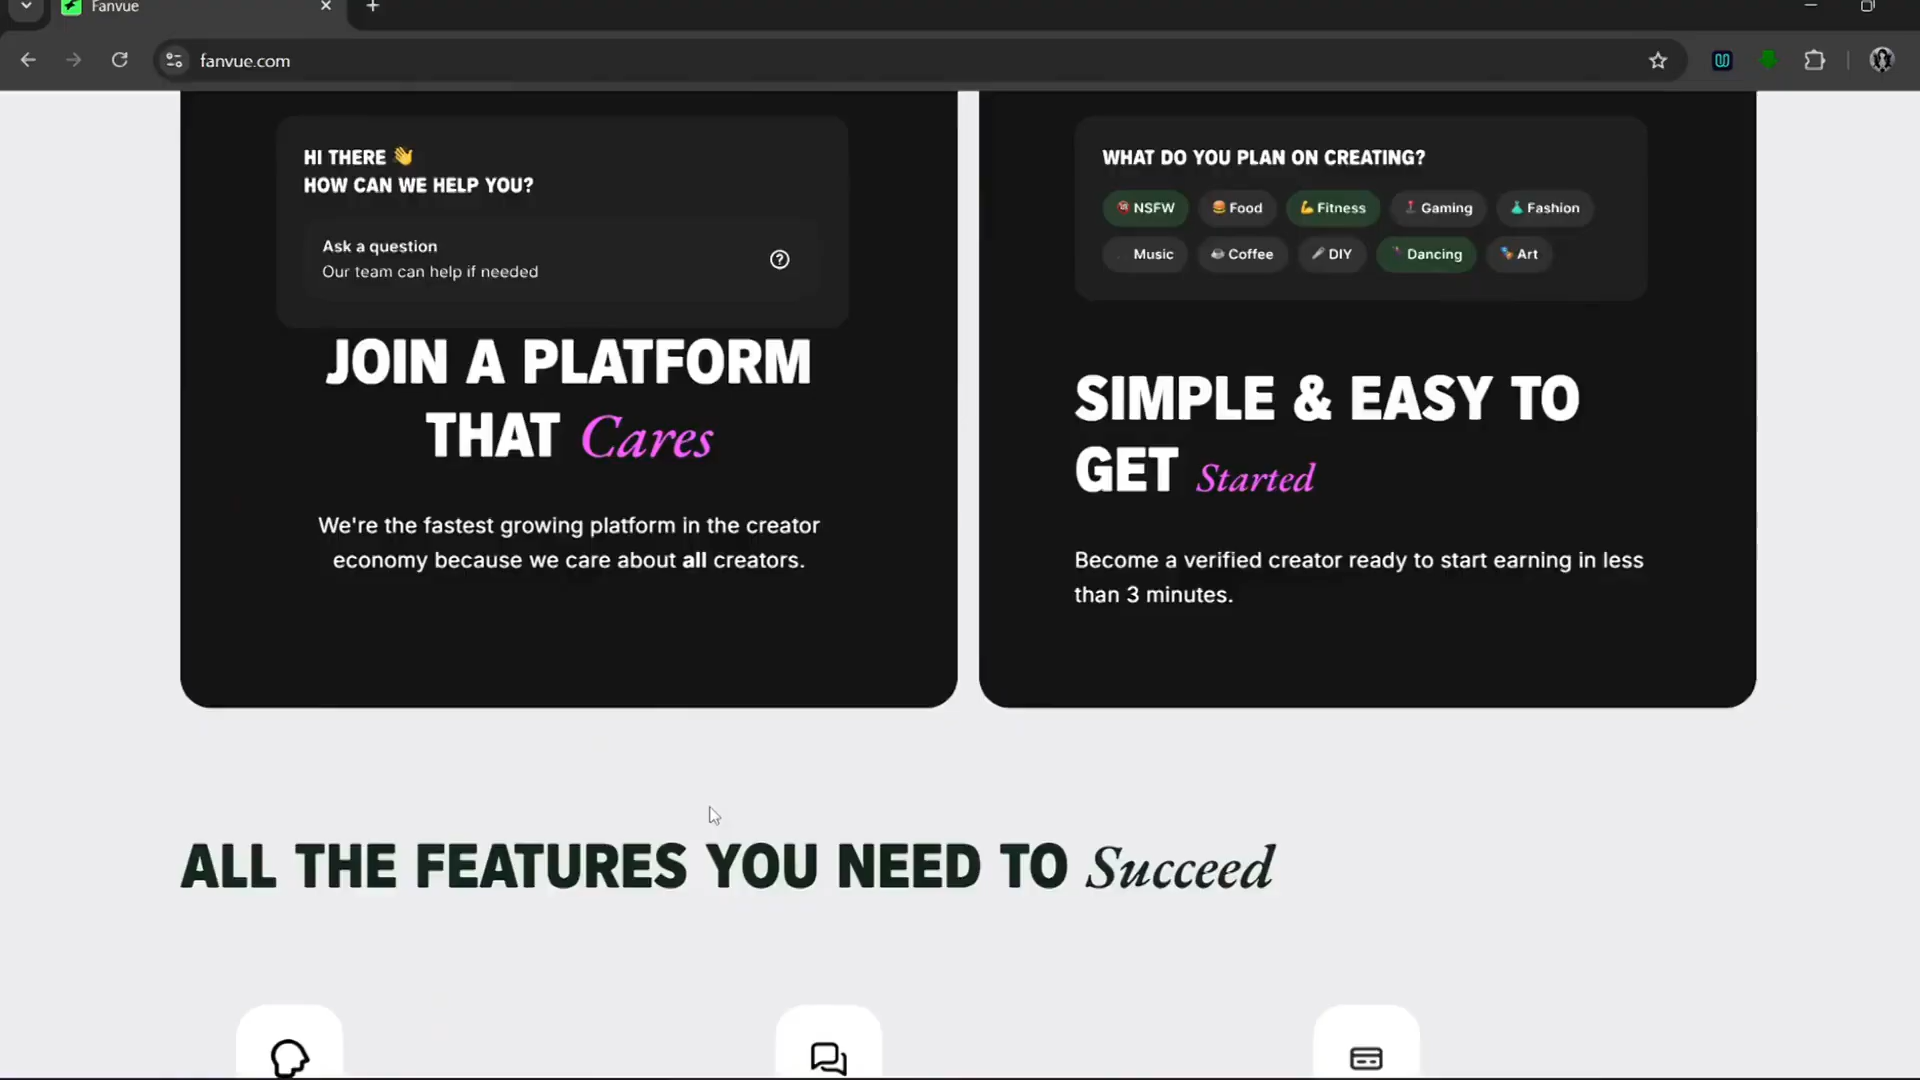 Fanvue
fanvue.com
HI THERE 👋
HOW CAN WE HELP YOU?
Ask a question
Our team can help if needed
JOIN A PLATFORM
THAT Cares
We're the fastest growing platform in the creator
economy because we care about all creators.
WHAT DO YOU PLAN ON CREATING?
NSFW Food Fitness Gaming Fashion
Music Coffee DIY Dancing Art
SIMPLE & EASY TO
GET Started
Become a verified creator ready to start earning in less
than 3 minutes.
ALL THE FEATURES YOU NEED TO Succeed